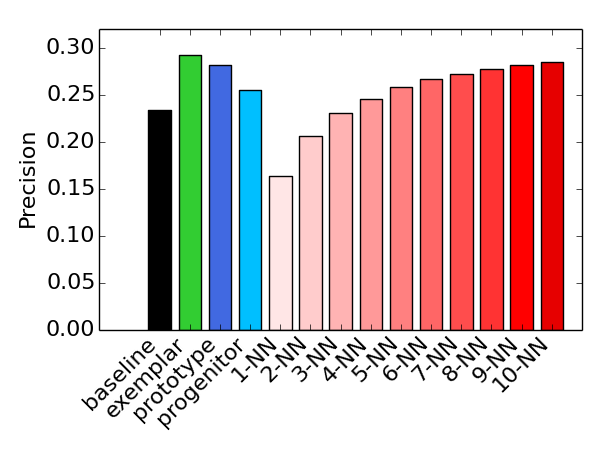 0.30
0.25
0.20
0.15
0.10
0.05
0.00
Precision
baseline
exemplar
prototype
progenitor
1-NN
2-NN
3-NN
4-NN
5-NN
6-NN
7-NN
8-NN
9-NN
10-NN